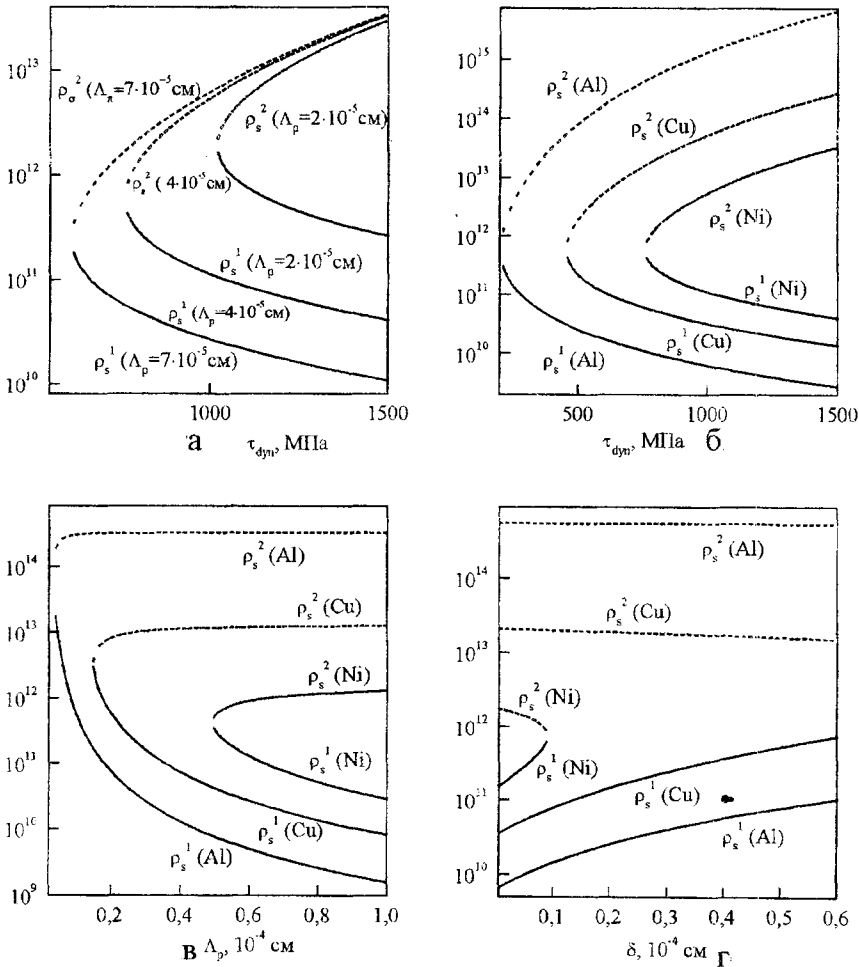 10¹³
10¹²
10¹¹
10¹⁰
ρσ² (Λπ=7·10⁻⁵см)
ρs² (Λp=2·10⁻⁵см)
ρs² (4·10⁻⁵см)
ρs¹ (Λp=2·10⁻⁵см)
ρs¹ (Λp=4·10⁻⁵см)
ρs¹ (Λp=7·10⁻⁵см)
1000 1500
а τdyn, МПа
10¹⁵
10¹⁴
10¹³
10¹²
10¹¹
10¹⁰
ρs² (Al)
ρs² (Cu)
ρs² (Ni)
ρs¹ (Ni)
ρs¹ (Cu)
ρs¹ (Al)
500 1000 1500
τdyn, МПа б
10¹⁴
10¹³
10¹²
10¹¹
10¹⁰
10⁹
ρs² (Al)
ρs² (Cu)
ρs² (Ni)
ρs¹ (Ni)
ρs¹ (Cu)
ρs¹ (Al)
0,2 0,4 0,6 0,8 1,0
в Λp, 10⁻⁴ см
10¹⁴
10¹³
10¹²
10¹¹
10¹⁰
ρs² (Al)
ρs² (Cu)
ρs² (Ni)
ρs¹ (Ni)
ρs¹ (Cu)
ρs¹ (Al)
0,1 0,2 0,3 0,4 0,5 0,6
δ, 10⁻⁴ см г